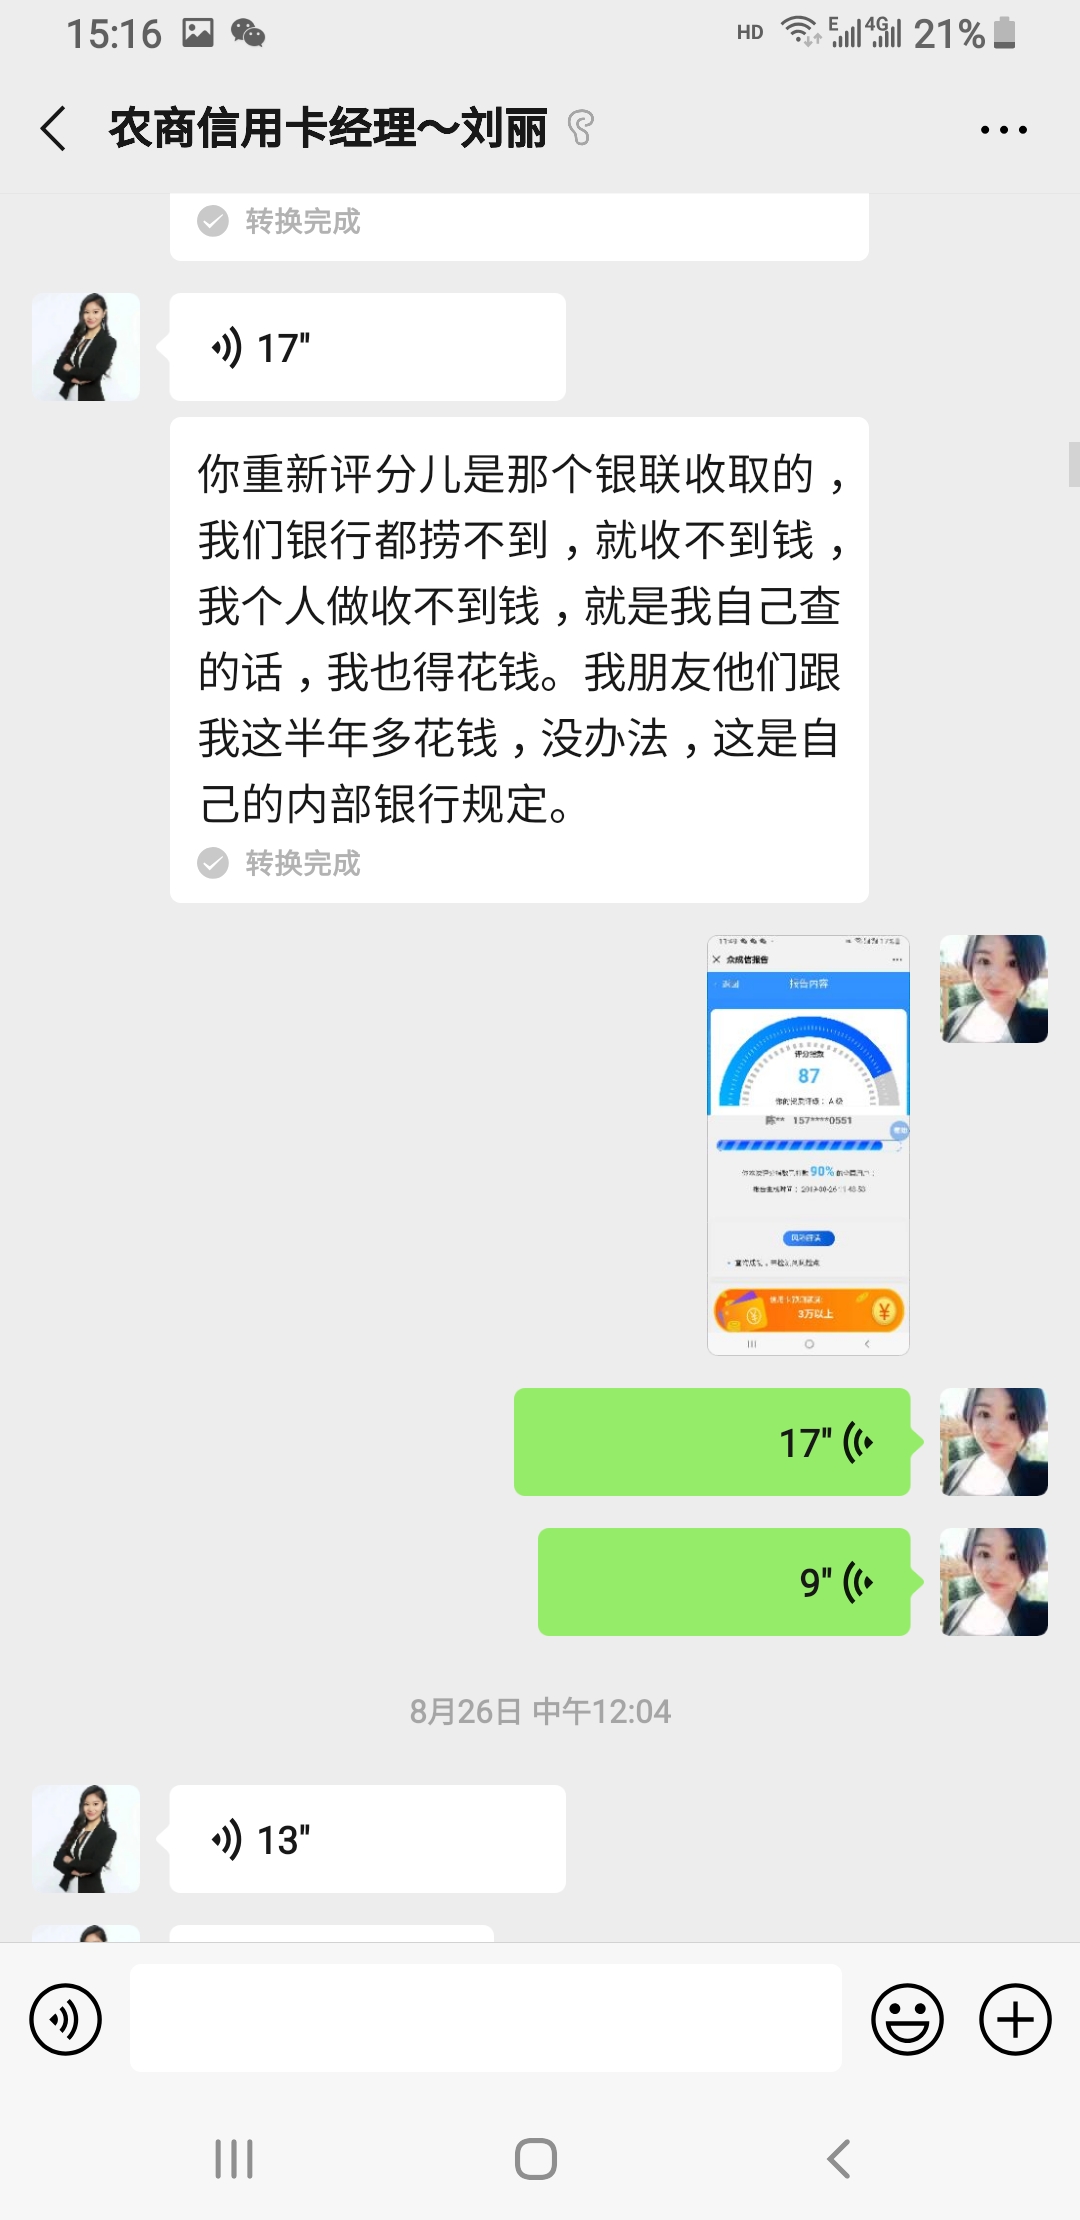 15:16
HD
E
4G
21%
农商信用卡经理～刘丽
转换完成
17"
你重新评分儿是那个银联收取的，
我们银行都捞不到，就收不到钱，
我个人做收不到钱，就是我自己查
的话，我也得花钱。我朋友他们跟
我这半年多花钱，没办法，这是自
己的内部银行规定。
转换完成
报告内容
评分指数
87
157****0551
90%
3万以上
17"
9"
8月26日 中午12:04
13"